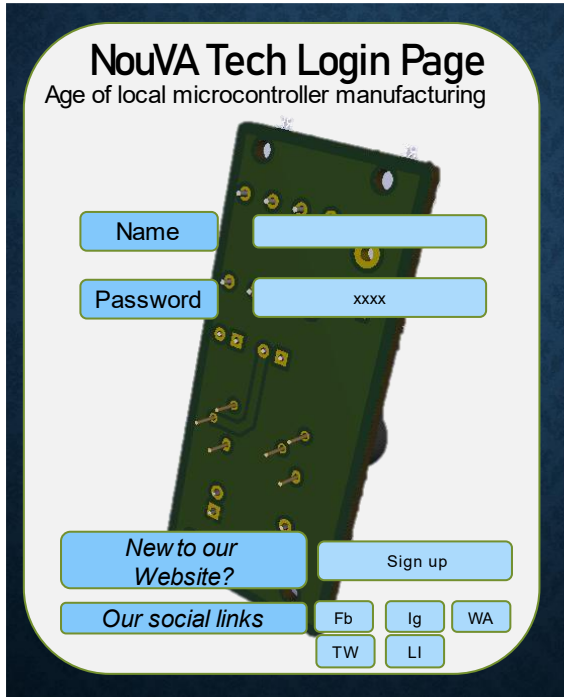 NouVA Tech Login Page
Age of local microcontroller manufacturing
Name
Password
xxxx
New to our
Website?
Sign up
Our social links
Fb
Ig
WA
TW
LI